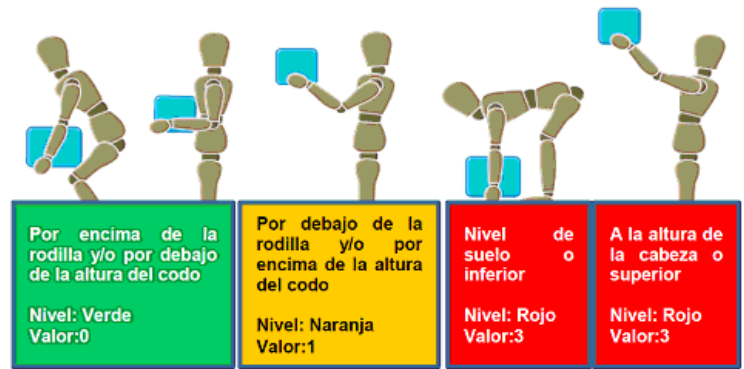 Por encima de la
rodilla y/o por debajo
de la altura del codo
Nivel: Verde
Valor:0
Por debajo de la
rodilla y/o por
encima de la altura
del codo
Nivel: Naranja
Valor:1
Nivel de
suelo o
inferior
Nivel: Rojo
Valor:3
A la altura de
la cabeza o
superior
Nivel: Rojo
Valor:3